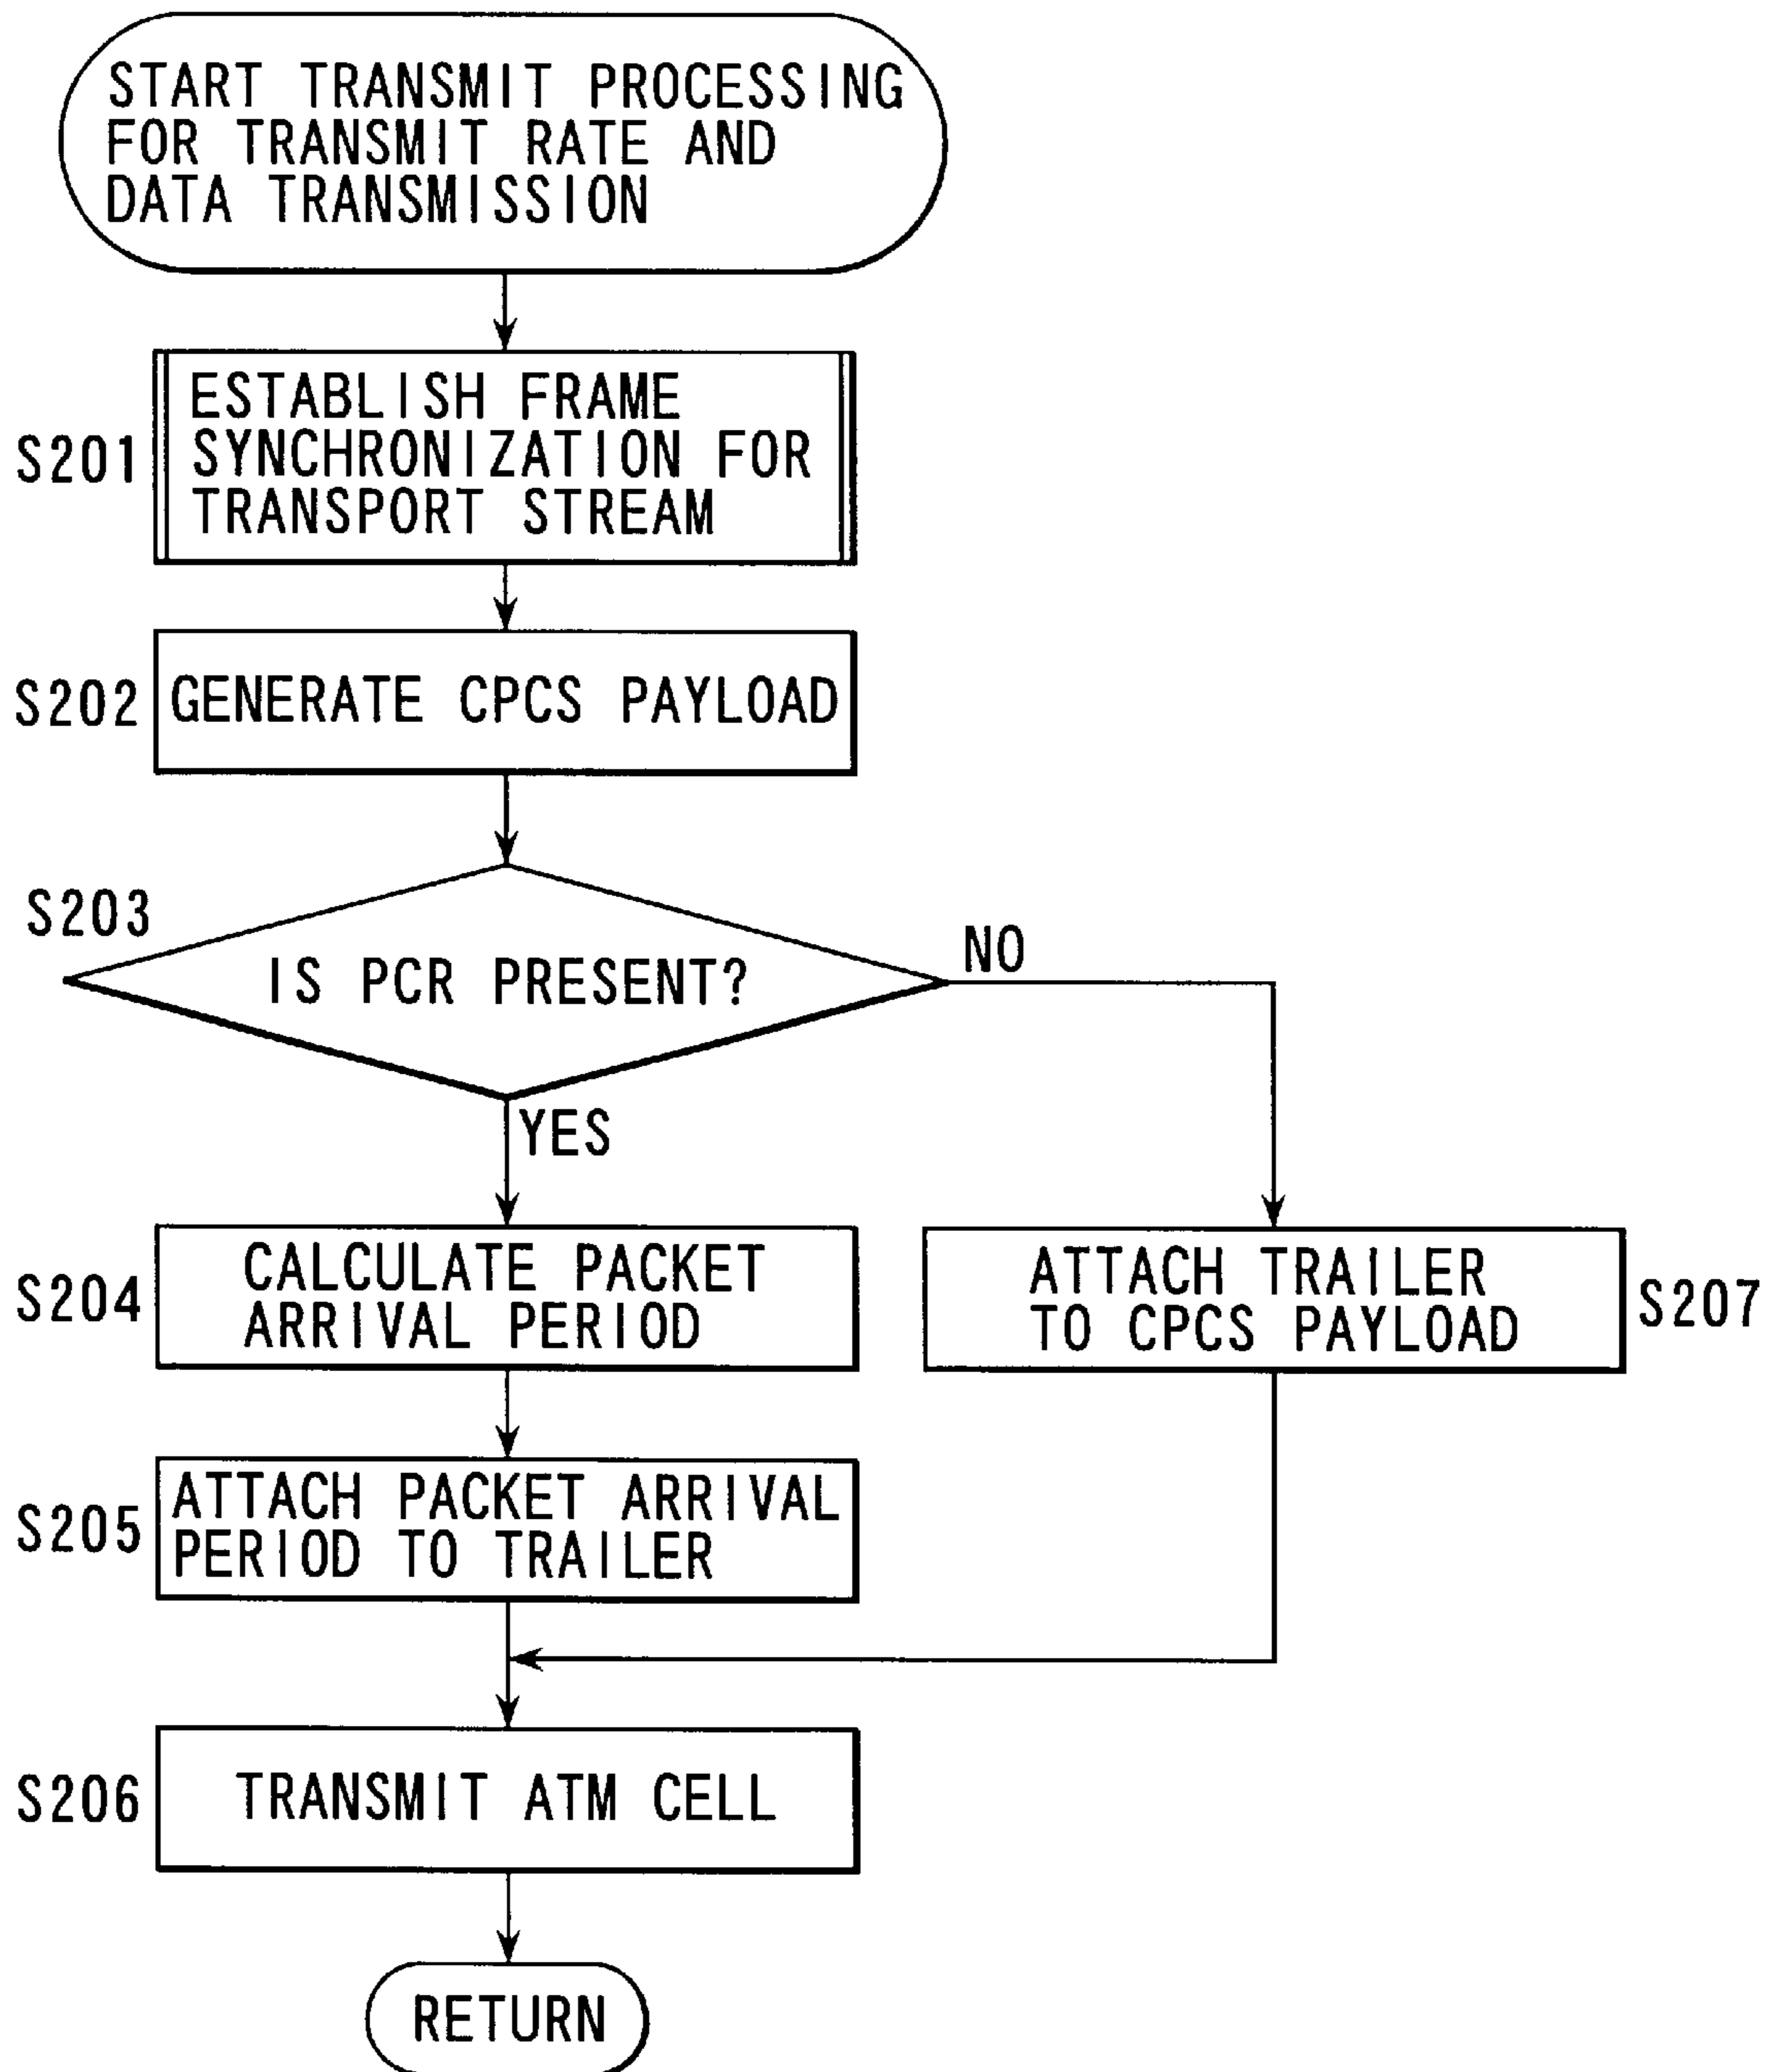 START TRANSMIT PROCESSING
FOR TRANSMIT RATE AND
DATA TRANSMISSION
S201
ESTABLISH FRAME
SYNCHRONIZATION FOR
TRANSPORT STREAM
S202
GENERATE CPCS PAYLOAD
S203
IS PCR PRESENT?
NO
YES
S204
CALCULATE PACKET
ARRIVAL PERIOD
ATTACH TRAILER
TO CPCS PAYLOAD
S207
S205
ATTACH PACKET ARRIVAL
PERIOD TO TRAILER
S206
TRANSMIT ATM CELL
RETURN